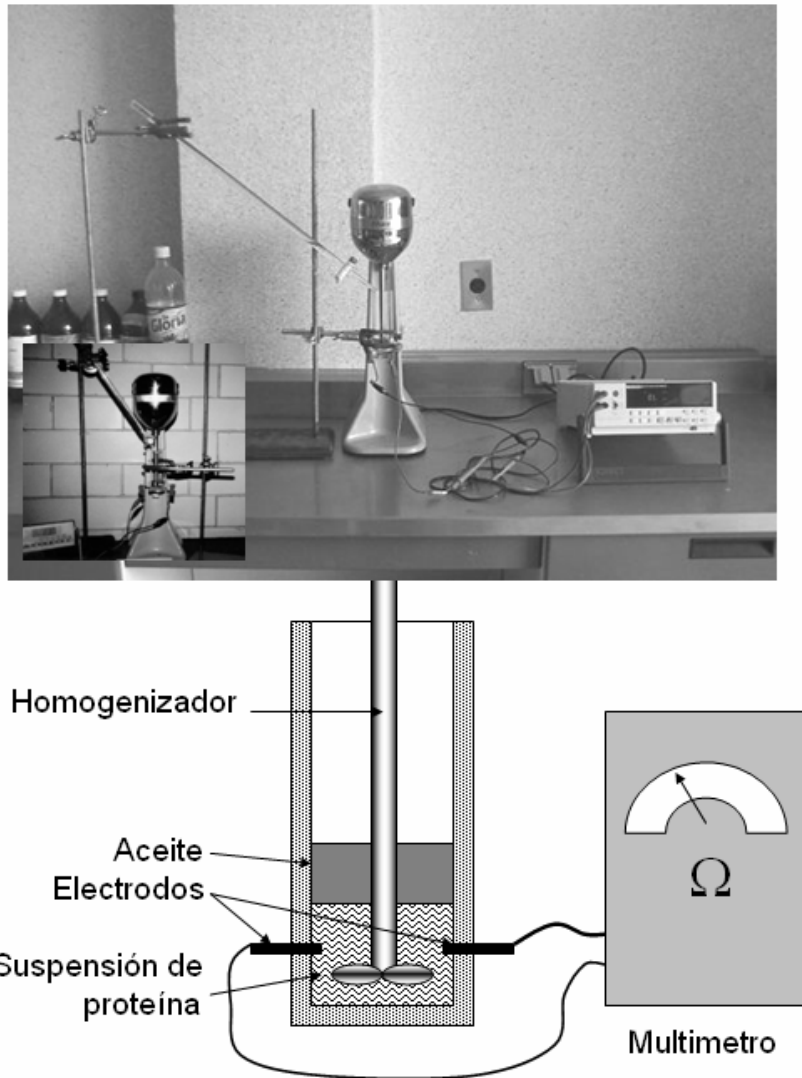 Gloria
Homogenizador
Aceite
Electrodos
Suspensión de
proteína
Ω
Multimetro